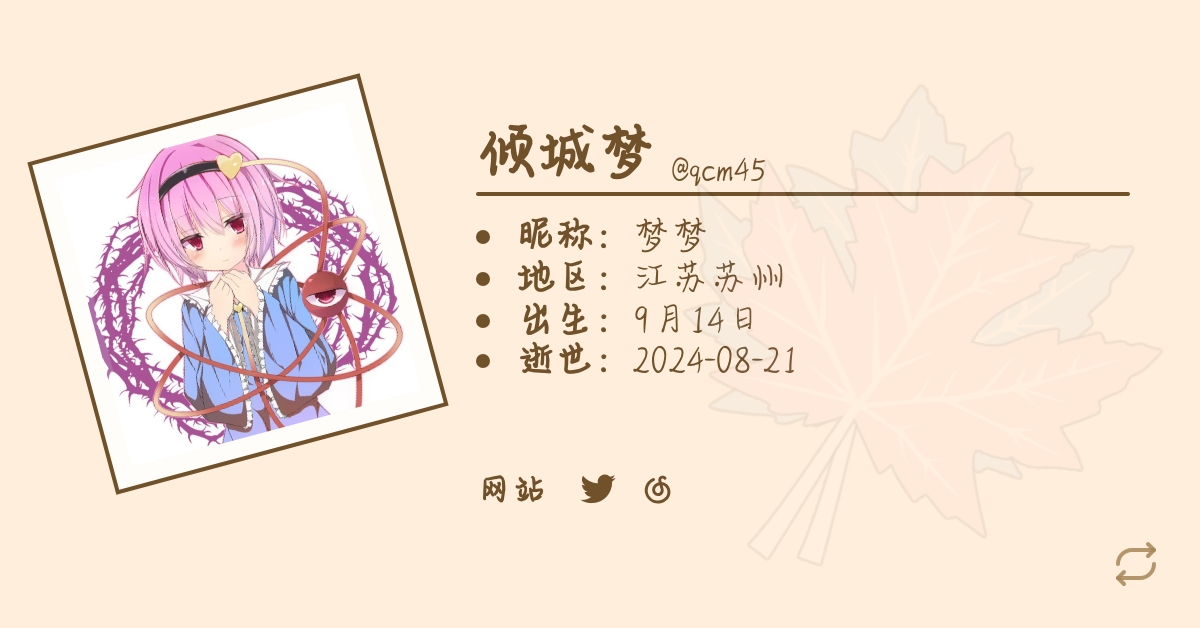 倾城梦 @qcm45
昵称：梦梦
地区：江苏苏州
出生：9月14日
逝世：2024-08-21
网站